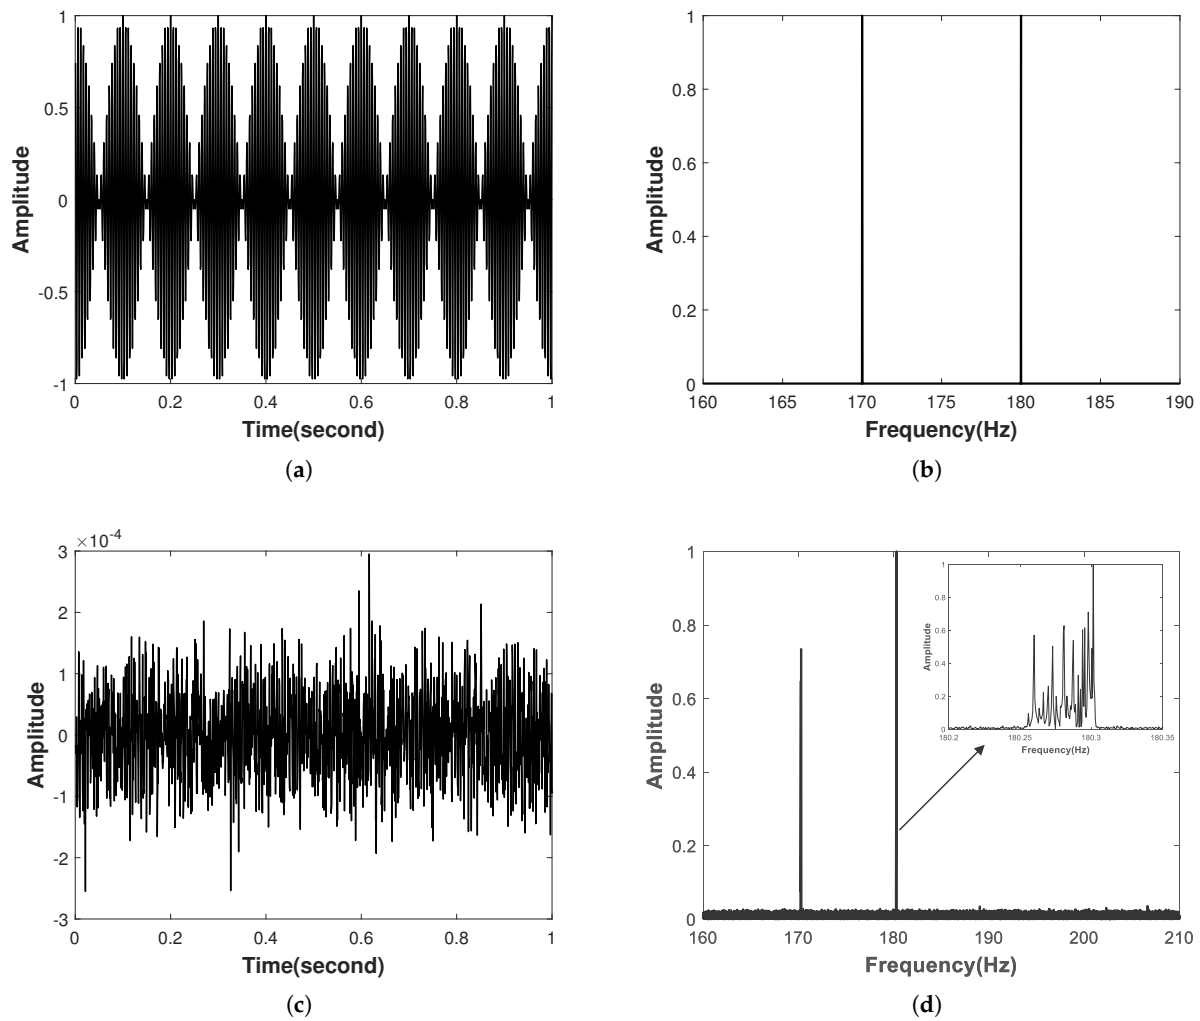 1
0.5
0
-0.5
-1
0 0.2 0.4 0.6 0.8 1
Amplitude
Time(second)
(a)
1
0.8
0.6
0.4
0.2
0
160 165 170 175 180 185 190
Amplitude
Frequency(Hz)
(b)
×10-4
3
2
1
0
-1
-2
-3
0 0.2 0.4 0.6 0.8 1
Amplitude
Time(second)
(c)
1
0.8
0.6
0.4
0.2
0
160 170 180 190 200 210
Amplitude
Frequency(Hz)
1
0.8
0.6
0.4
0.2
0
180.2 180.25 180.3 180.35
Amplitude
Frequency(Hz)
(d)